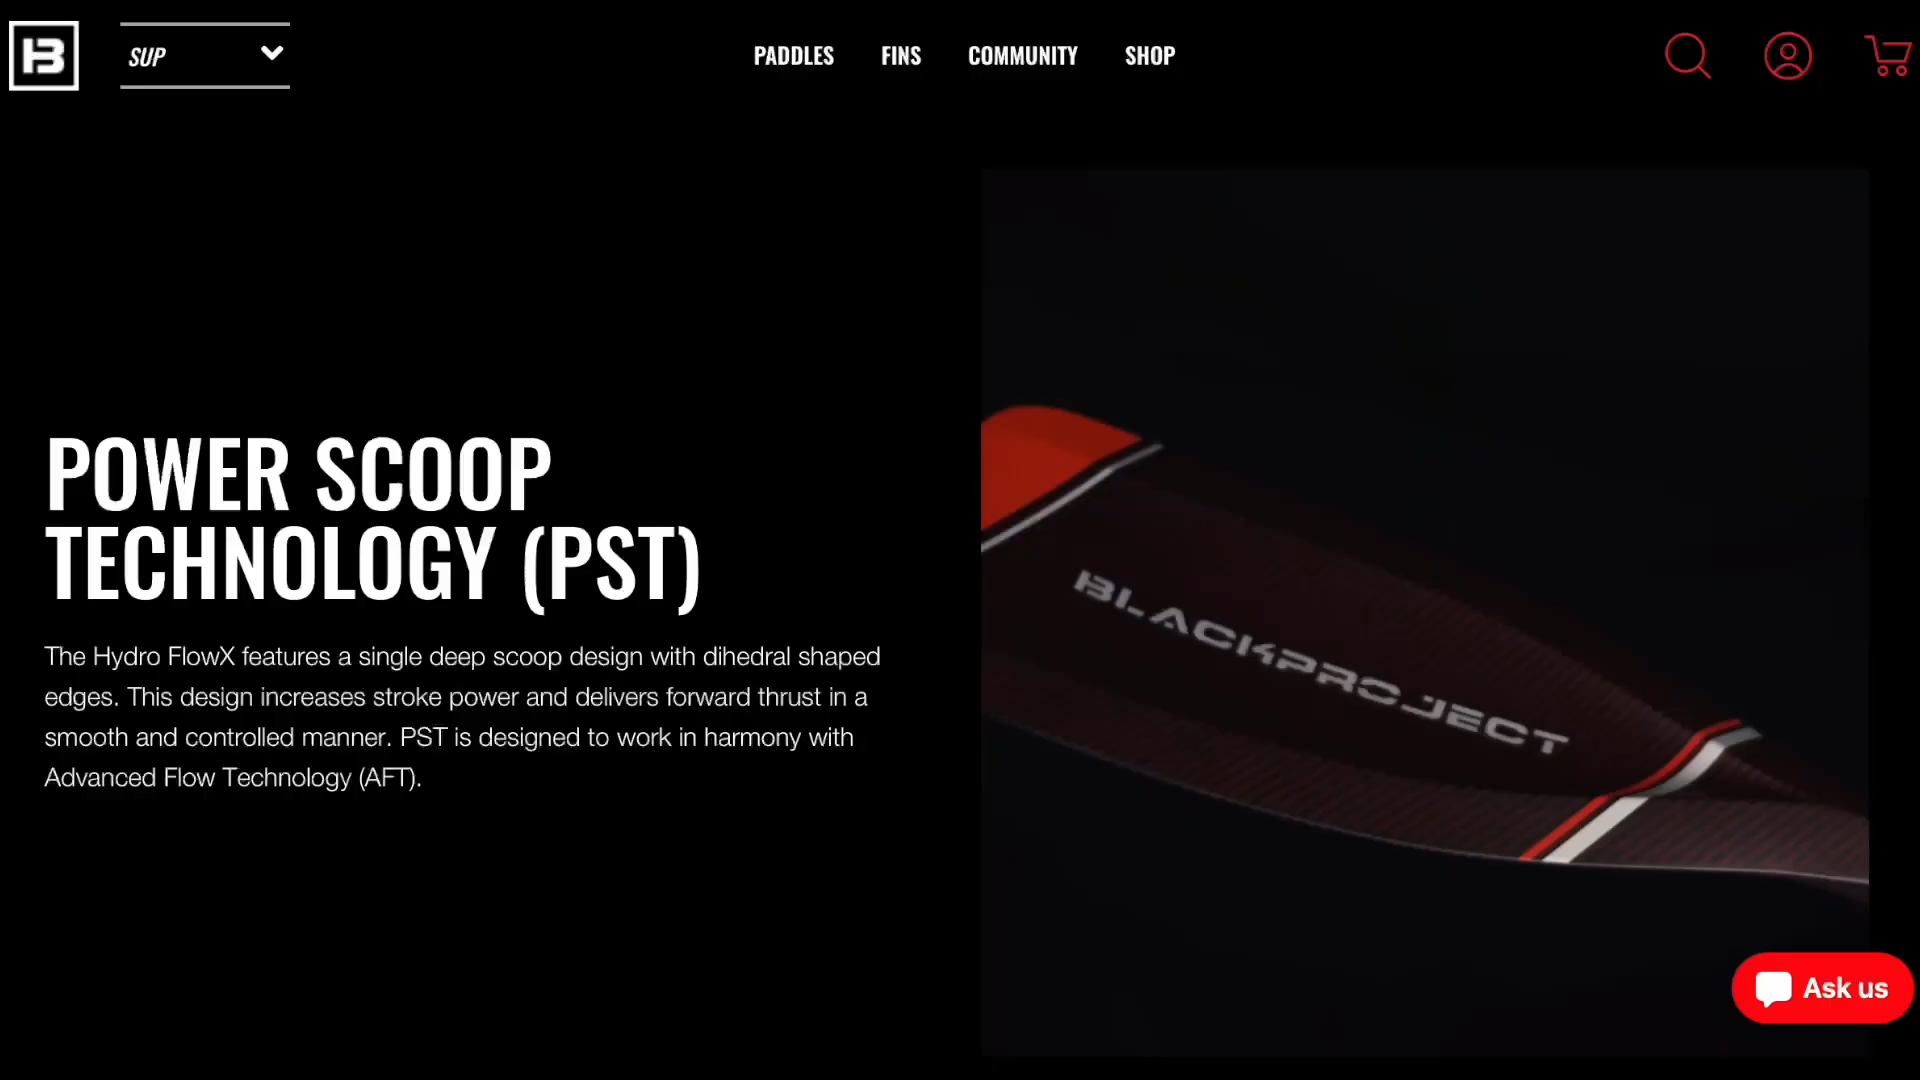 SUP
PADDLES
FINS
COMMUNITY
SHOP
POWER SCOOP
TECHNOLOGY (PST)
The Hydro FlowX features a single deep scoop design with dihedral shaped
edges. This design increases stroke power and delivers forward thrust in a
smooth and controlled manner. PST is designed to work in harmony with
Advanced Flow Technology (AFT).
BLACKPROJECT
Ask us